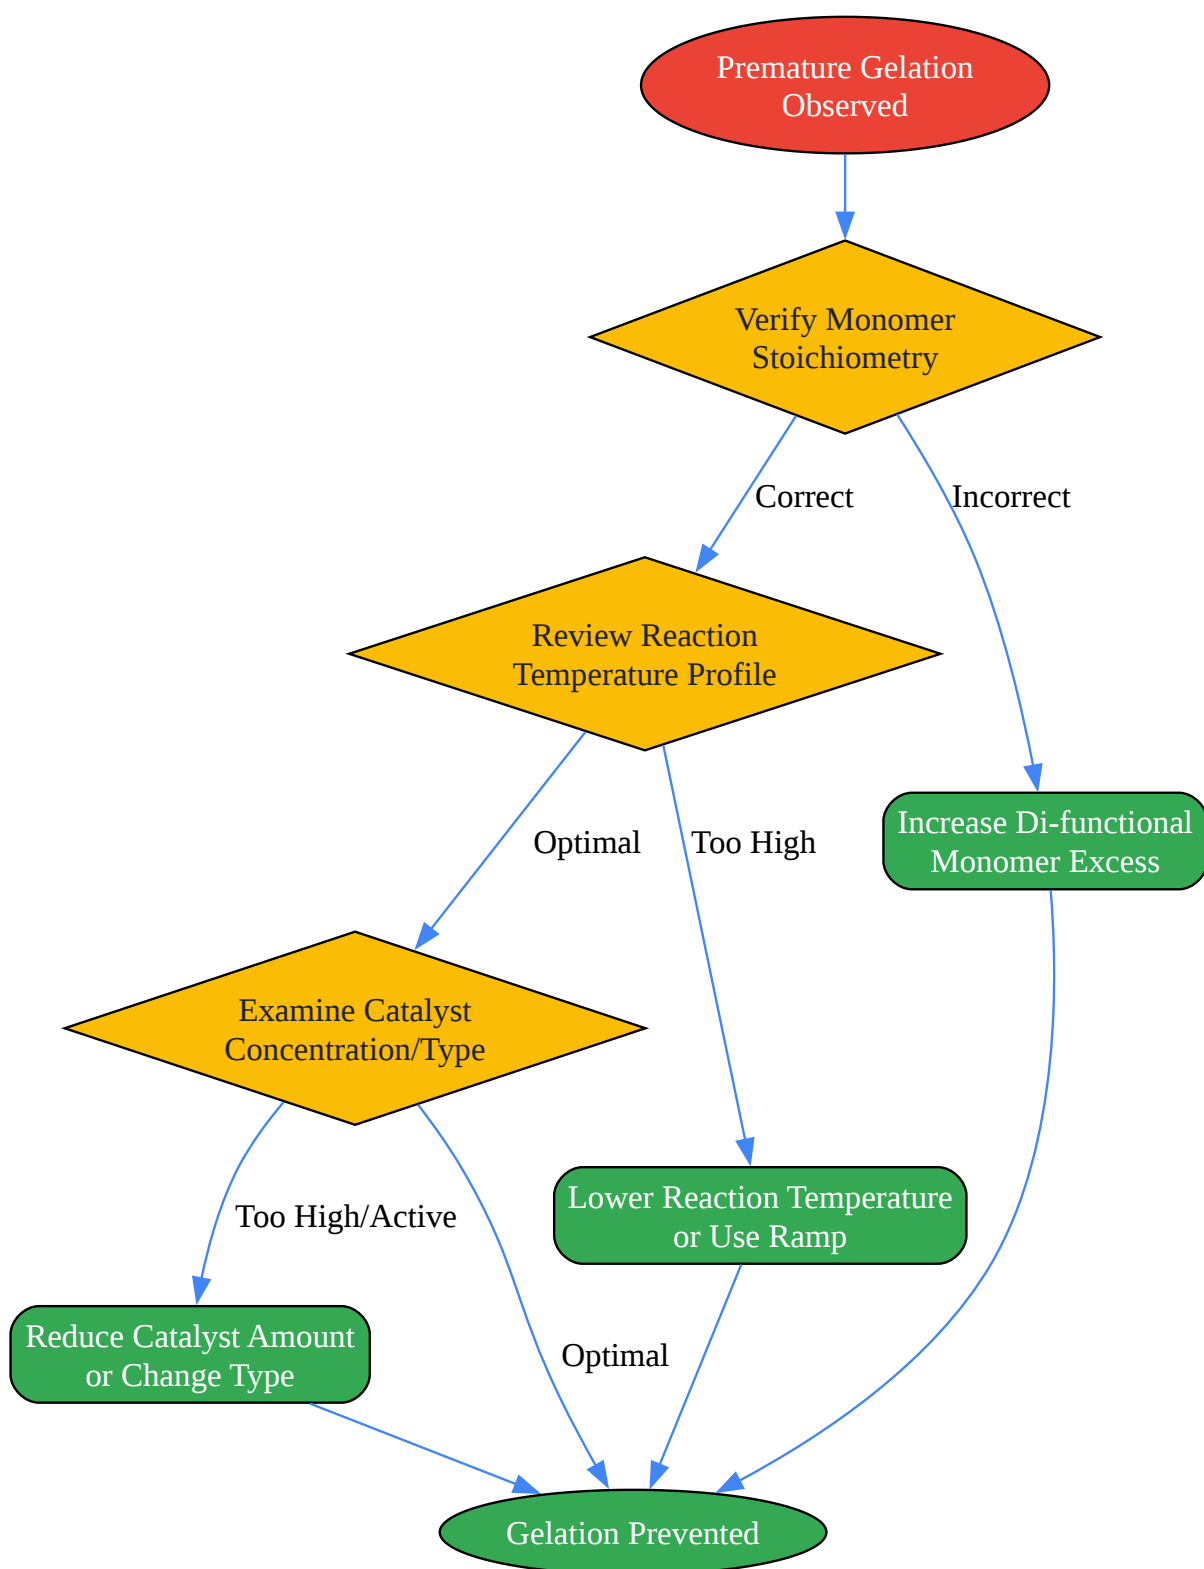 Premature Gelation
Observed
Verify Monomer
Stoichiometry
Correct
Incorrect
Review Reaction
Temperature Profile
Optimal
Too High
Increase Di-functional
Monomer Excess
Examine Catalyst
Concentration/Type
Too High/Active
Lower Reaction Temperature
or Use Ramp
Reduce Catalyst Amount
or Change Type
Optimal
Gelation Prevented